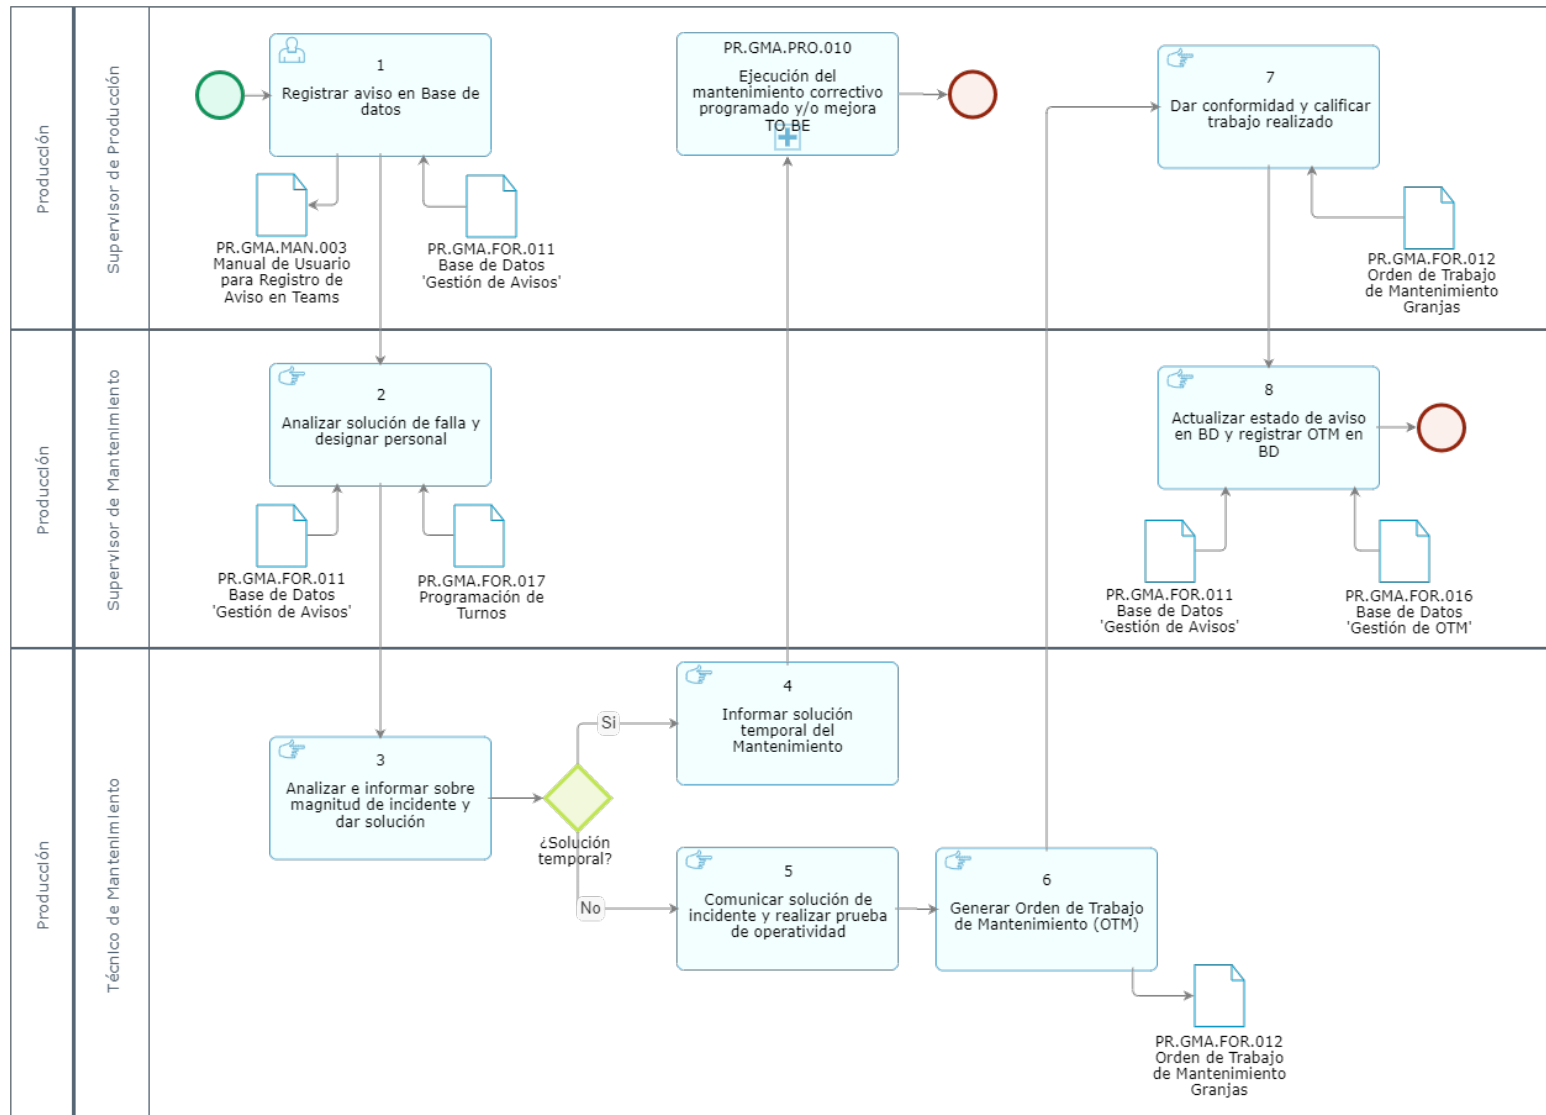 Producción
Supervisor de Producción
1
Registrar aviso en Base de
datos
PR.GMA.MAN.003
Manual de Usuario
para Registro de
Aviso en Teams
PR.GMA.FOR.011
Base de Datos
'Gestión de Avisos'
PR.GMA.PRO.010
Ejecución del
mantenimiento correctivo
programado y/o mejora
TO BE
7
Dar conformidad y calificar
trabajo realizado
PR.GMA.FOR.012
Orden de Trabajo
de Mantenimiento
Granjas
Producción
Supervisor de Mantenimiento
2
Analizar solución de falla y
designar personal
PR.GMA.FOR.011
Base de Datos
'Gestión de Avisos'
PR.GMA.FOR.017
Programación de
Turnos
8
Actualizar estado de aviso
en BD y registrar OTM en
BD
PR.GMA.FOR.011
Base de Datos
'Gestión de Avisos'
PR.GMA.FOR.016
Base de Datos
'Gestión de OTM'
Producción
Técnico de Mantenimiento
3
Analizar e informar sobre
magnitud de incidente y
dar solución
¿Solución
temporal?
Si
4
Informar solución
temporal del
Mantenimiento
No
5
Comunicar solución de
incidente y realizar prueba
de operatividad
6
Generar Orden de Trabajo
de Mantenimiento (OTM)
PR.GMA.FOR.012
Orden de Trabajo
de Mantenimiento
Granjas